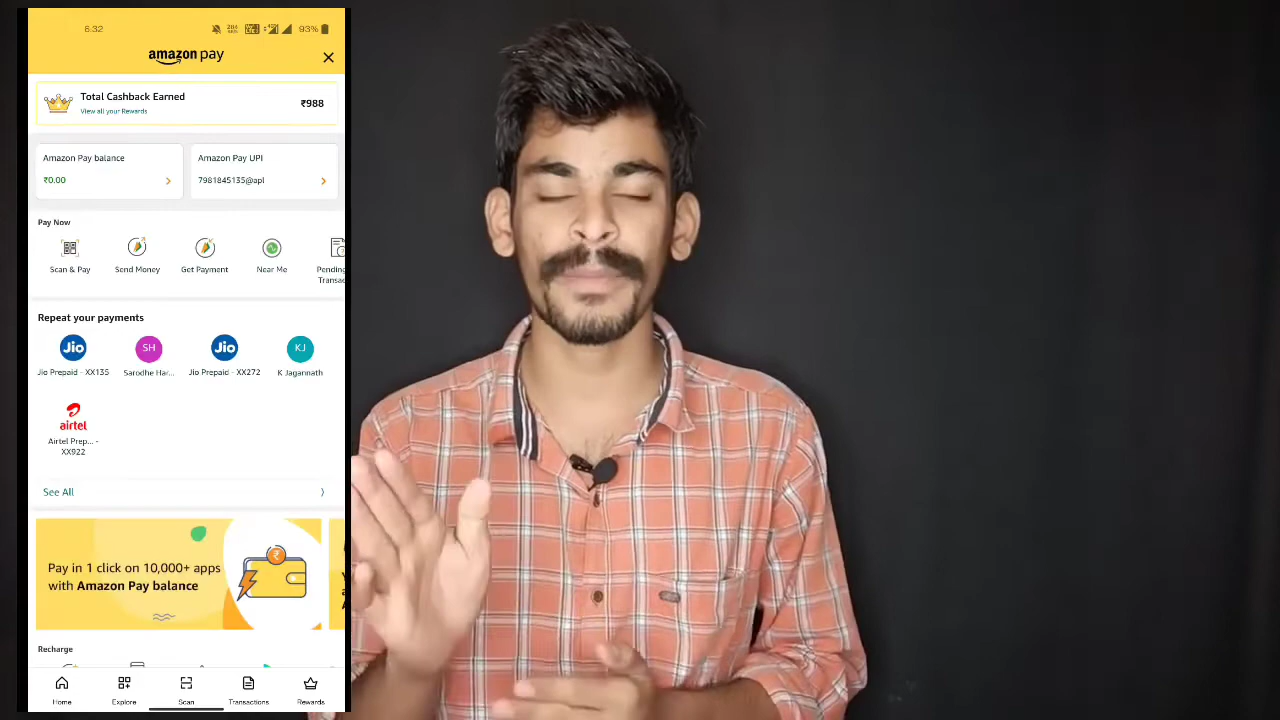 6:32
93%
amazon pay
Total Cashback Earned
View all your Rewards
₹988
Amazon Pay balance
₹0.00
Amazon Pay UPI
7981845135@apl
Pay Now
Scan & Pay
Send Money
Get Payment
Near Me
Pending
Transac
Repeat your payments
Jio
Jio Prepaid - XX135
SH
Sarodhe Har...
Jio
Jio Prepaid - XX272
KJ
K Jagannath
airtel
Airtel Prep... -
XX922
See All
Pay in 1 click on 10,000+ apps
with Amazon Pay balance
Recharge
Home
Explore
Scan
Transactions
Rewards